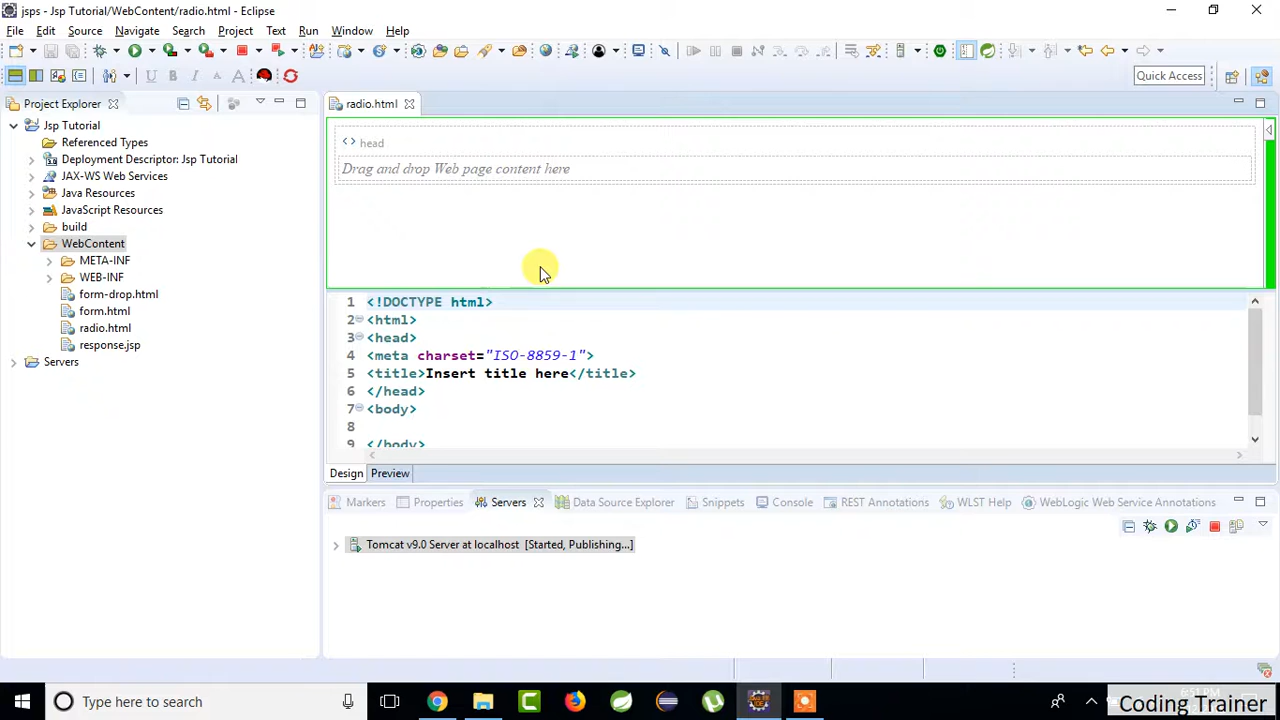 jsps - Jsp Tutorial/WebContent/radio.html - Eclipse
File Edit Source Refactor Navigate Search Project Text Run Window Help
Quick Access
Project Explorer
radio.html
Jsp Tutorial
Referenced Types
Deployment Descriptor: Jsp Tutorial
JAX-WS Web Services
Java Resources
JavaScript Resources
build
WebContent
META-INF
WEB-INF
form-drop.html
form.html
radio.html
response.jsp
Servers
<> head
Drag and drop Web page content here
1 <!DOCTYPE html>
2 <html>
3 <head>
4 <meta charset="ISO-8859-1">
5 <title>Insert title here</title>
6 </head>
7 <body>
8
9 </body>
Design Preview
Markers Properties Servers Data Source Explorer Snippets Console REST Annotations WLST Help WebLogic Web Service Annotations
Tomcat v9.0 Server at localhost [Started, Publishing...]
Type here to search
Coding Trainer